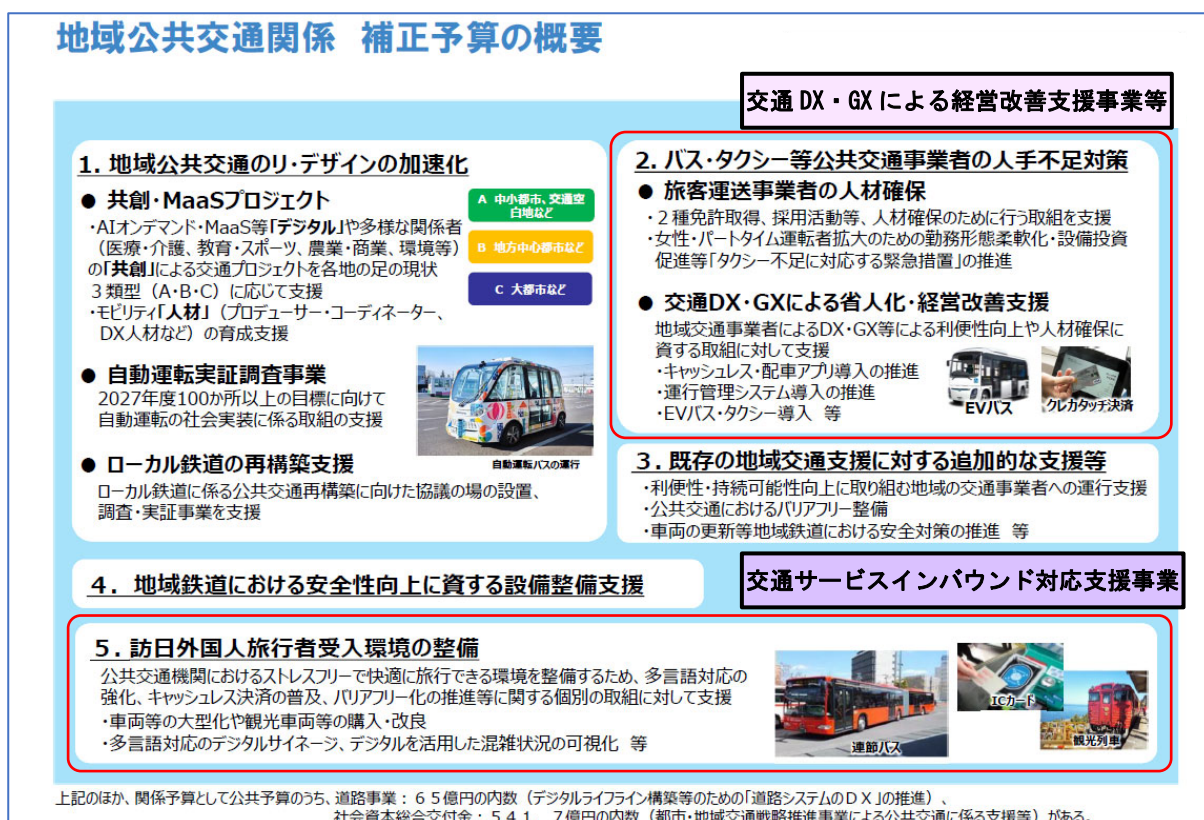 地域公共交通関係 補正予算の概要
交通DX・GXによる経営改善支援事業等
1. 地域公共交通のリ・デザインの加速化
● 共創・MaaSプロジェクト
・AIオンデマンド・MaaS等「デジタル」や多様な関係者
（医療・介護、教育・スポーツ、農業・商業、環境等）
の「共創」による交通プロジェクトを各地の足の現状
３類型（A・B・C）に応じて支援
・モビリティ「人材」（プロデューサー・コーディネーター、
DX人材など）の育成支援
A 中小都市、交通空
白地など
B 地方中心都市など
C 大都市など
● 自動運転実証調査事業
2027年度100か所以上の目標に向けて
自動運転の社会実装に係る取組の支援
自動運転バスの運行
● ローカル鉄道の再構築支援
ローカル鉄道に係る公共交通再構築に向けた協議の場の設置、
調査・実証事業を支援
2. バス・タクシー等公共交通事業者の人手不足対策
● 旅客運送事業者の人材確保
・２種免許取得、採用活動等、人材確保のために行う取組を支援
・女性・パートタイム運転者拡大のための勤務形態柔軟化・設備投資
促進等「タクシー不足に対応する緊急措置」の推進
● 交通DX・GXによる省人化・経営改善支援
地域交通事業者によるDX・GX等による利便性向上や人材確保に
資する取組に対して支援
・キャッシュレス・配車アプリ導入の推進
・運行管理システム導入の推進
・EVバス・タクシー導入 等
EVバス
クレカタッチ決済
３. 既存の地域交通支援に対する追加的な支援等
・利便性・持続可能性向上に取り組む地域の交通事業者への運行支援
・公共交通におけるバリアフリー整備
・車両の更新等地域鉄道における安全対策の推進 等
４. 地域鉄道における安全性向上に資する設備整備支援
交通サービスインバウンド対応支援事業
５. 訪日外国人旅行者受入環境の整備
公共交通機関におけるストレスフリーで快適に旅行できる環境を整備するため、多言語対応の
強化、キャッシュレス決済の普及、バリアフリー化の推進等に関する個別の取組に対して支援
・車両等の大型化や観光車両等の購入・改良
・多言語対応のデジタルサイネージ、デジタルを活用した混雑状況の可視化 等
連節バス
ICカード
観光列車
上記のほか、関係予算として公共予算のうち、道路事業：６５億円の内数（デジタルライフライン構築等のための「道路システムのＤＸ」の推進）、
社会資本総合交付金：５４１．７億円の内数（都市・地域交通戦略推進事業による公共交通に係る支援等）がある。